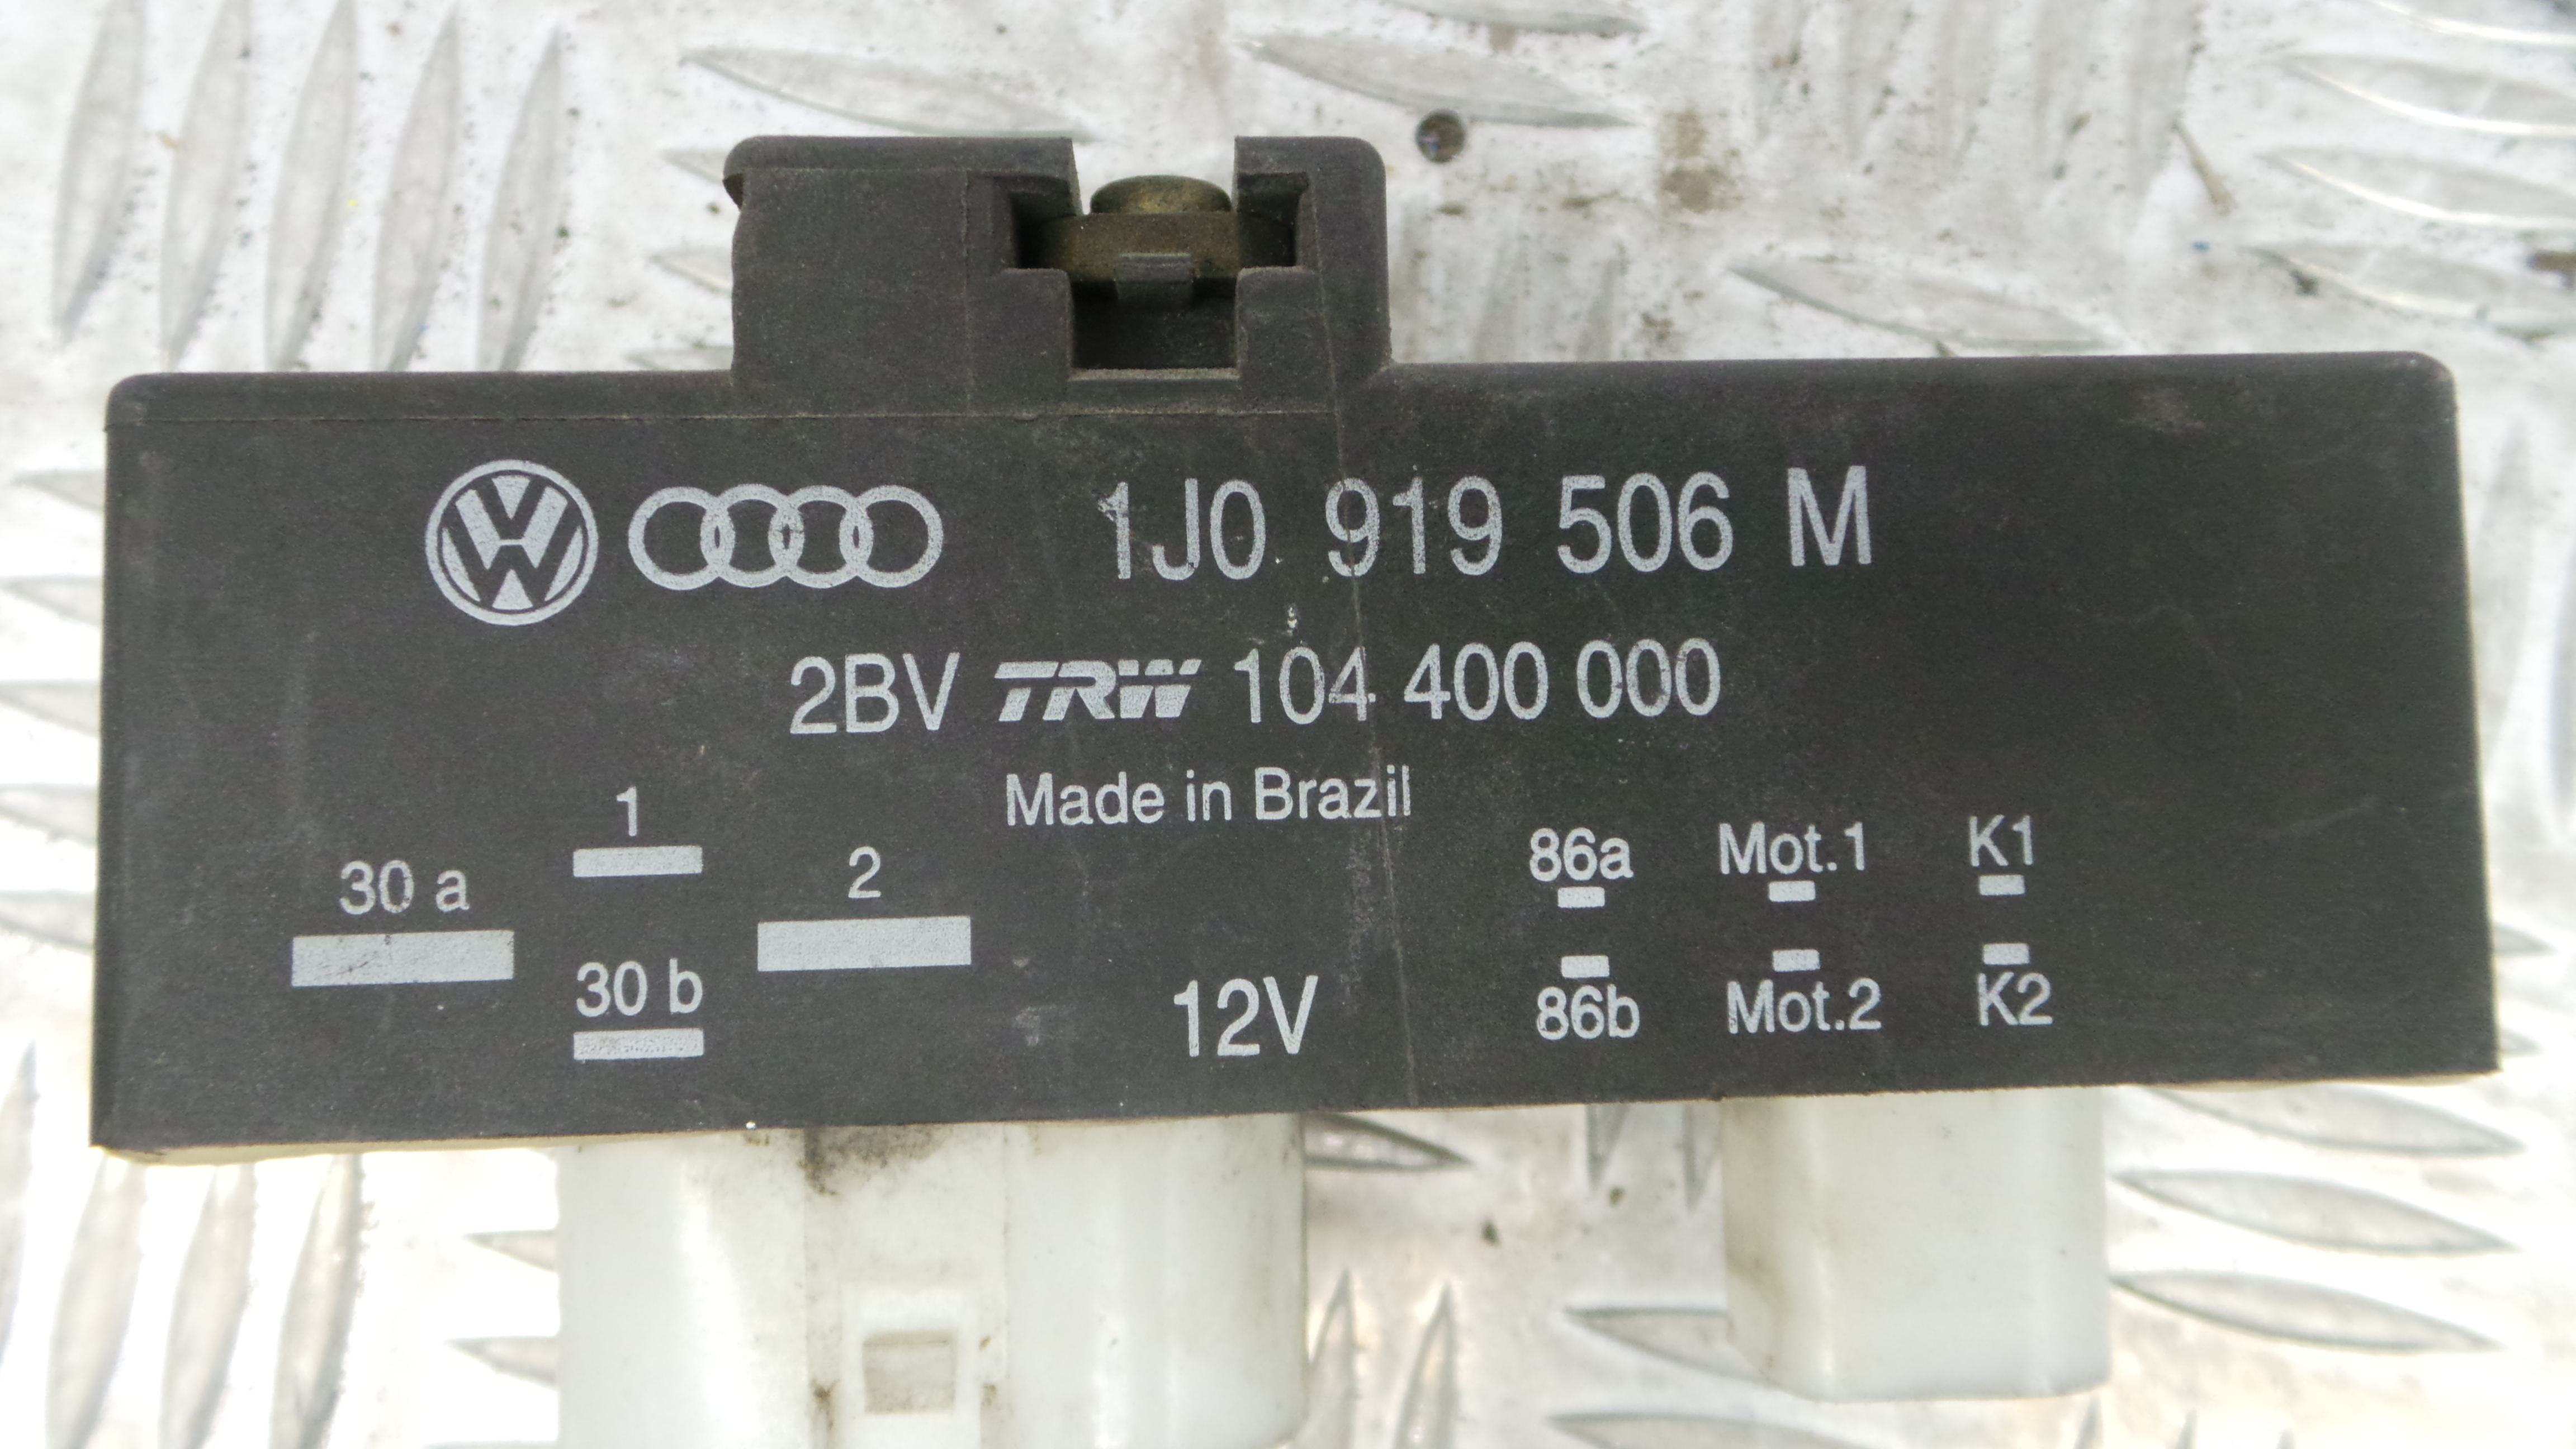 1J0 919 506 M
2BV TRW 104 400 000
Made in Brazil
1
30 a
2
30 b
12V
86a Mot.1 K1
86b Mot.2 K2